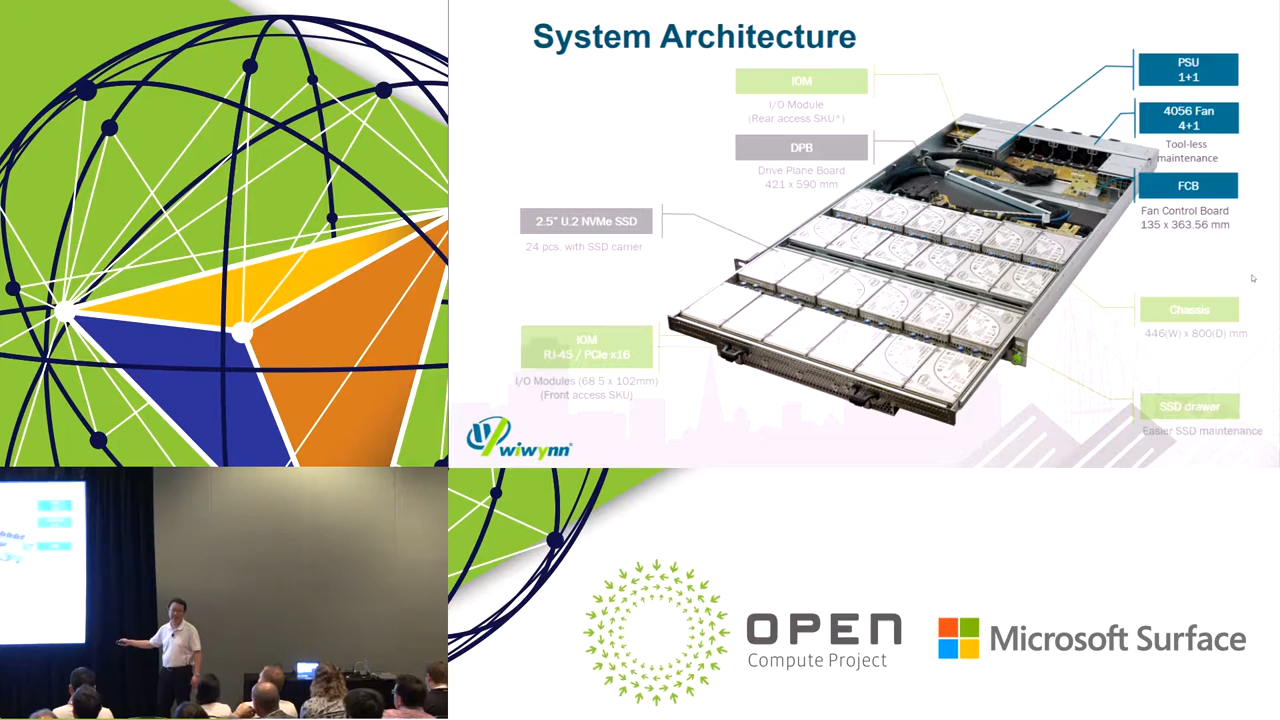 System Architecture
IOM
I/O Module
(Rear access SKU*)
DPB
Drive Plane Board
421 x 590 mm
2.5" U.2 NVMe SSD
24 pcs. with SSD carrier
IOM
RJ-45 / PCIe x16
I/O Modules (68.5 x 102mm)
(Front access SKU)
PSU
1+1
4056 Fan
4+1
Tool-less
maintenance
FCB
Fan Control Board
135 x 363.56 mm
Chassis
446(W) x 800(D) mm
SSD drawer
Easier SSD maintenance
wiwynn
OPEN
Compute Project
Microsoft Surface